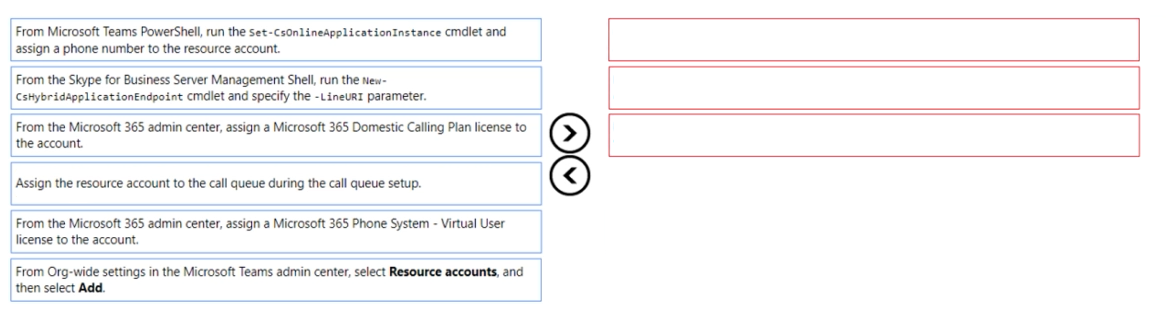 From Microsoft Teams PowerShell, run the Set-CsOnlineApplicationInstance cmdlet and
assign a phone number to the resource account.
From the Skype for Business Server Management Shell, run the New-
CsHybridApplicationEndpoint cmdlet and specify the -LineURI parameter.
From the Microsoft 365 admin center, assign a Microsoft 365 Domestic Calling Plan license to
the account.
Assign the resource account to the call queue during the call queue setup.
From the Microsoft 365 admin center, assign a Microsoft 365 Phone System - Virtual User
license to the account.
From Org-wide settings in the Microsoft Teams admin center, select Resource accounts, and
then select Add.